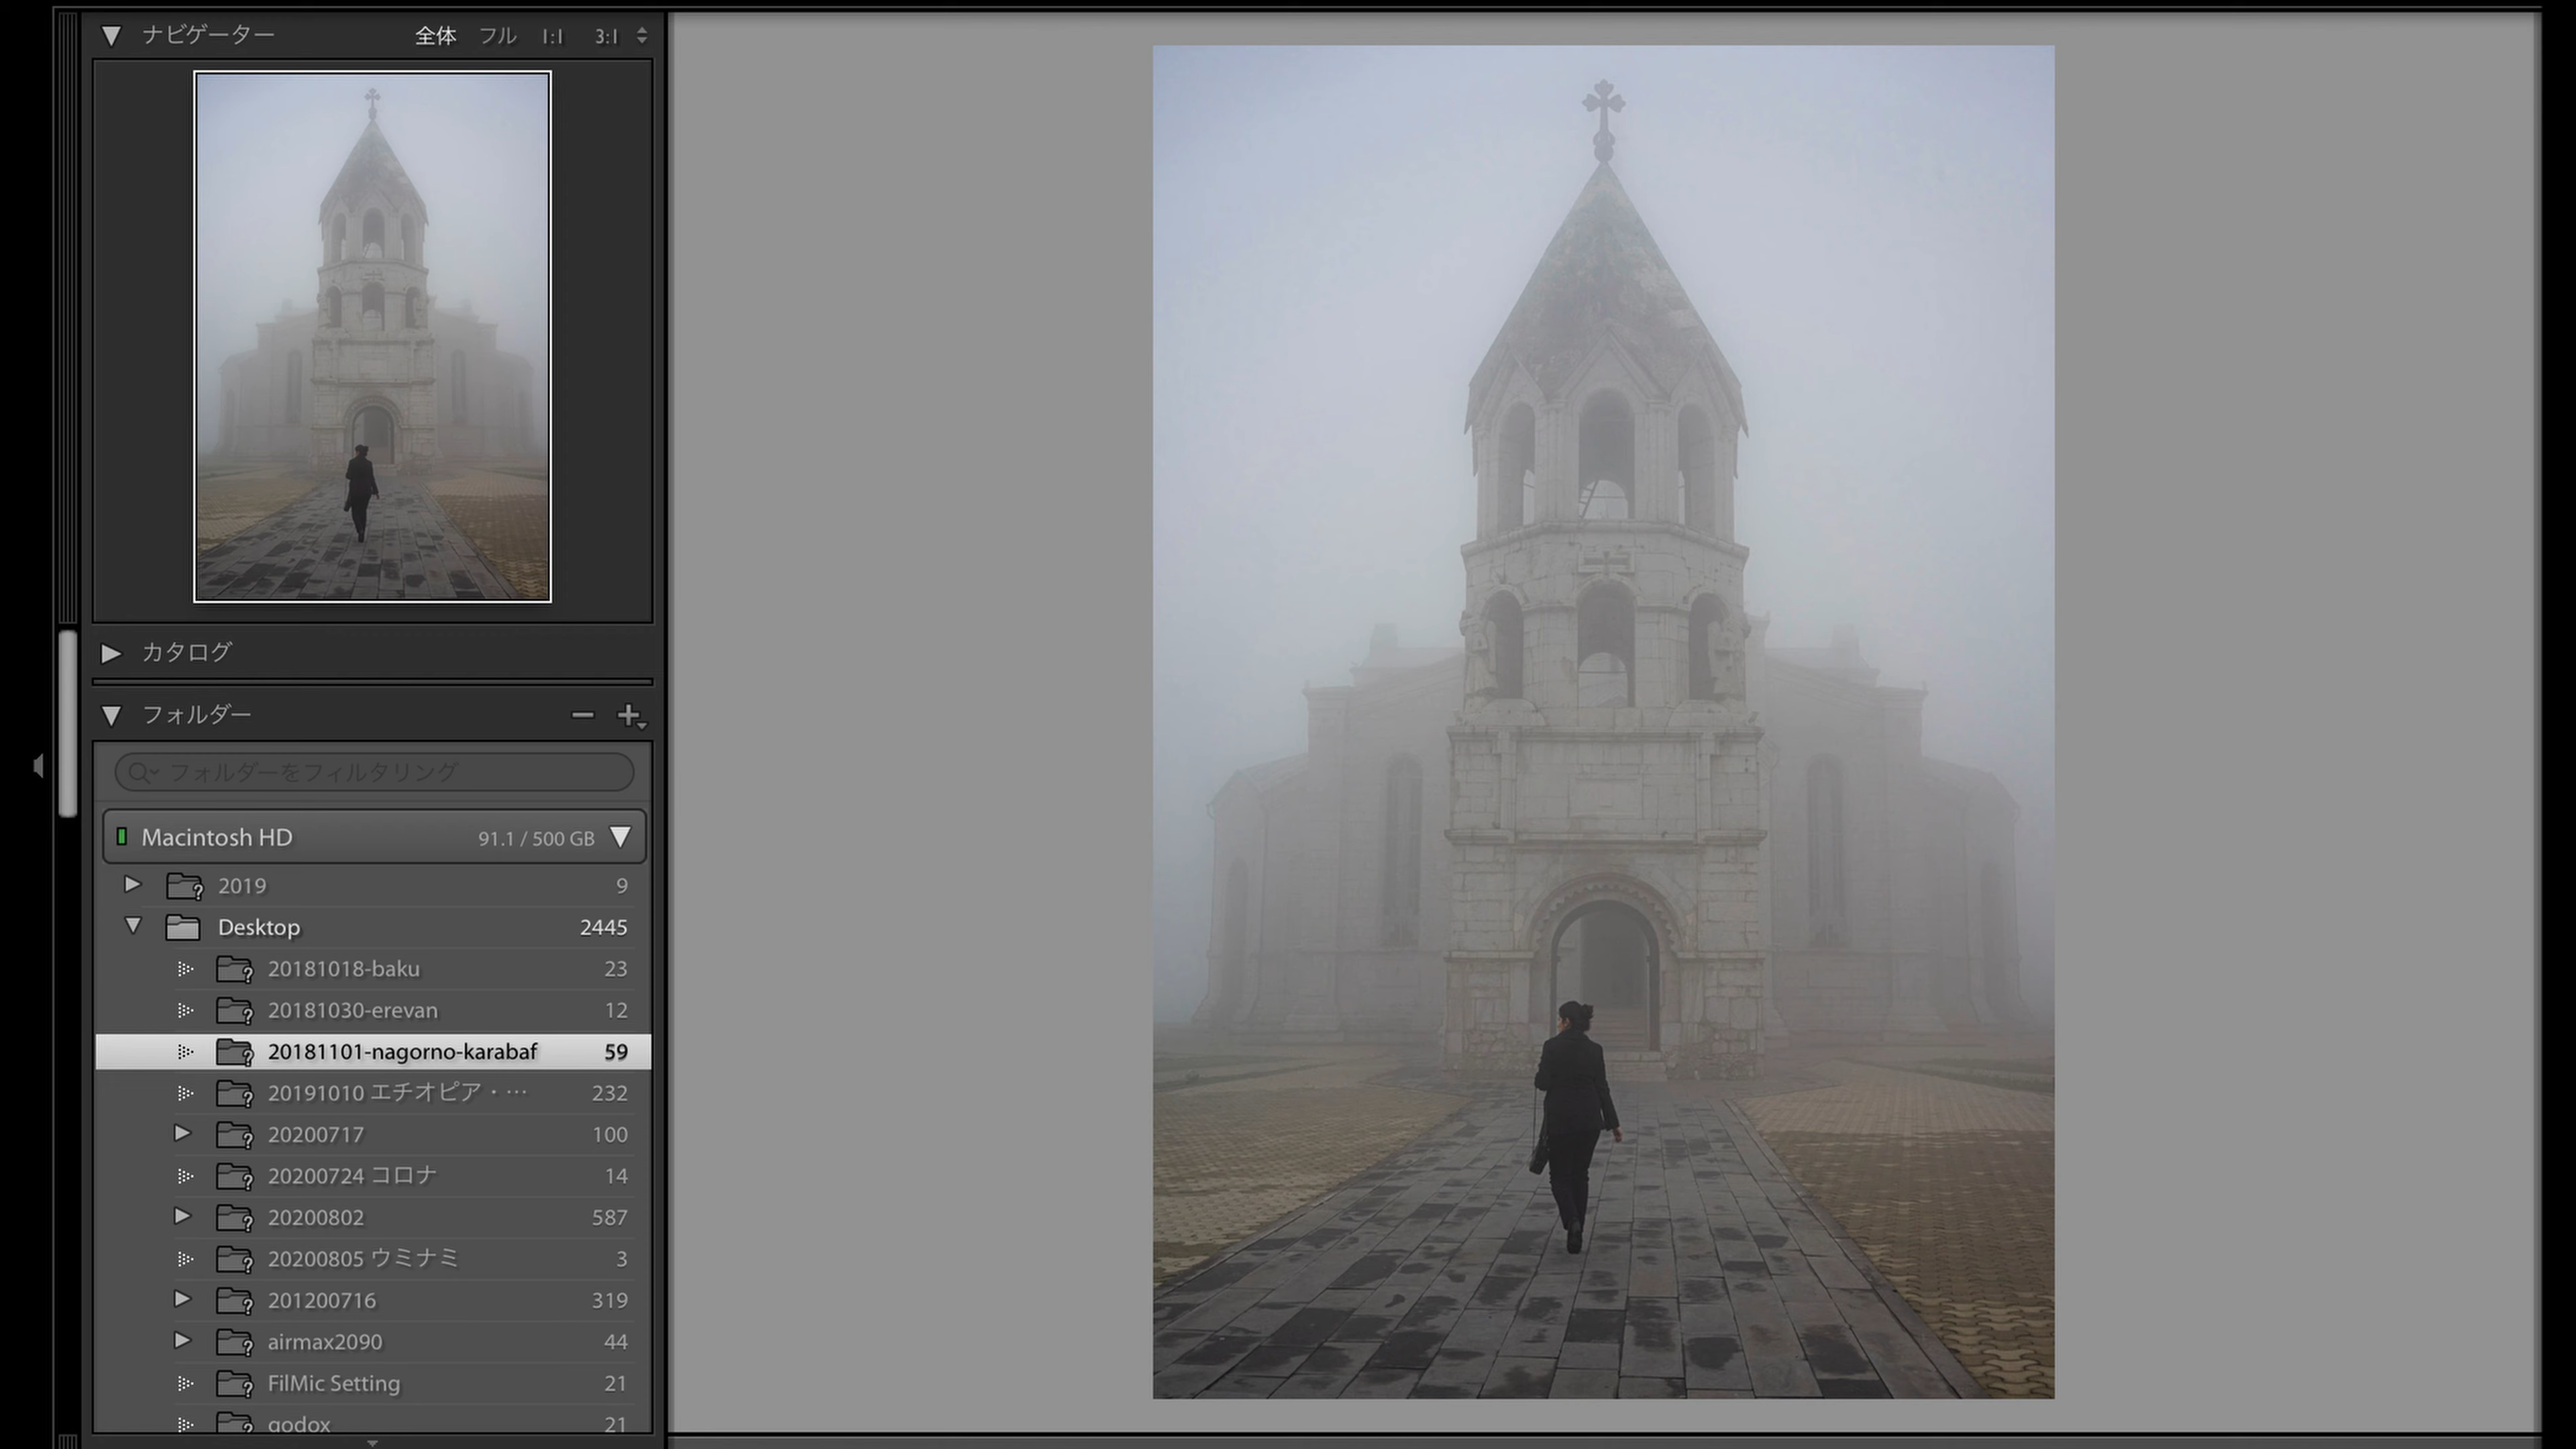 ナビゲーター 全体 フル 1:1 3:1
カタログ
フォルダー
フォルダーをフィルタリング
Macintosh HD 91.1 / 500 GB
2019 9
Desktop 2445
20181018-baku 23
20181030-erevan 12
20181101-nagorno-karabaf 59
20191010 エチオピア・… 232
20200717 100
20200724 コロナ 14
20200802 587
20200805 ウミナミ 3
201200716 319
airmax2090 44
FilMic Setting 21
godox 21